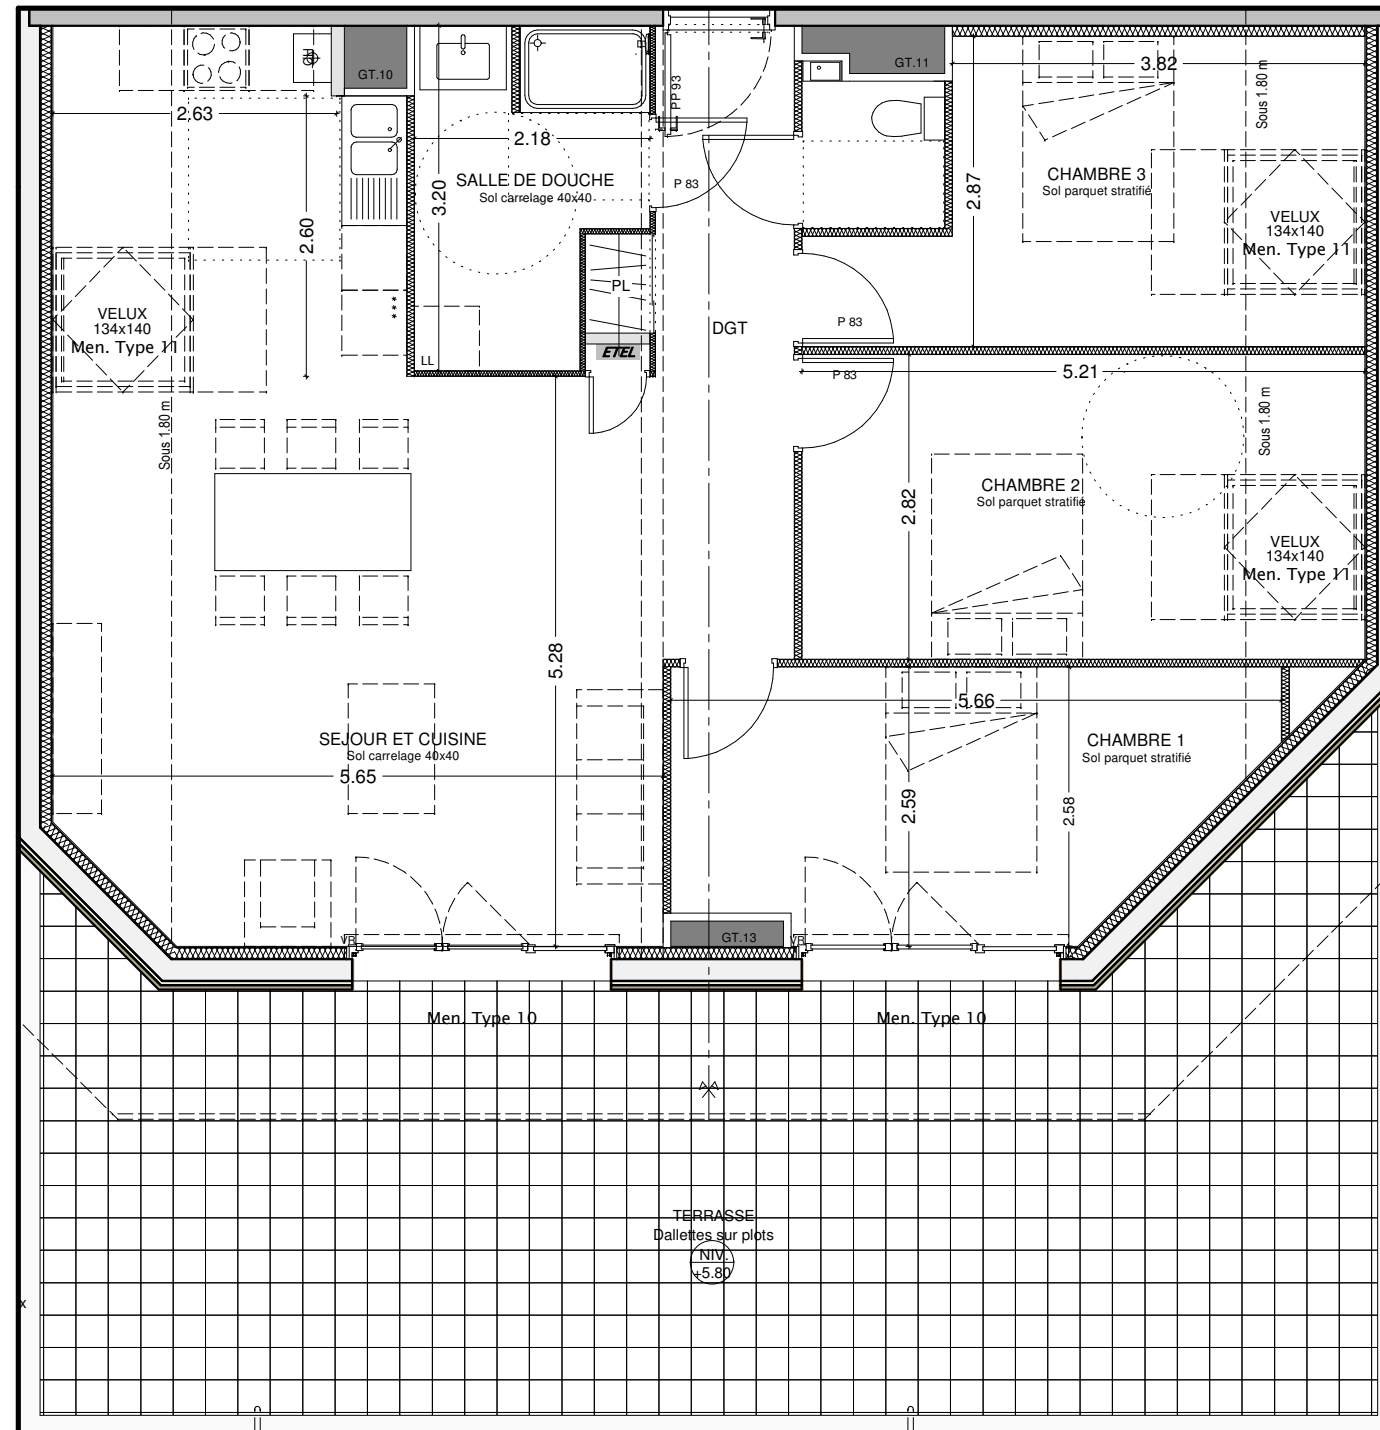 GT.10
GT.11
3.82
Sous 1.80 m
PP 93
2.63
2.18
P 83
SALLE DE DOUCHE
Sol carrelage 40x40
3.20
2.60
2.87
CHAMBRE 3
Sol parquet stratifié
VELUX
134x140
Men. Type 11
VELUX
134x140
Men. Type 11
PL
DGT
P 83
ETEL
LL
***
P 83
5.21
Sous 1.80 m
Sous 1.80 m
CHAMBRE 2
Sol parquet stratifié
2.82
VELUX
134x140
Men. Type 11
5.28
5.66
SEJOUR ET CUISINE
Sol carrelage 40x40
5.65
CHAMBRE 1
Sol parquet stratifié
2.59
2.58
VR
GT.13
VR
Men. Type 10
Men. Type 10
TERRASSE
Dallettes sur plots
NIV.
+5.80
x